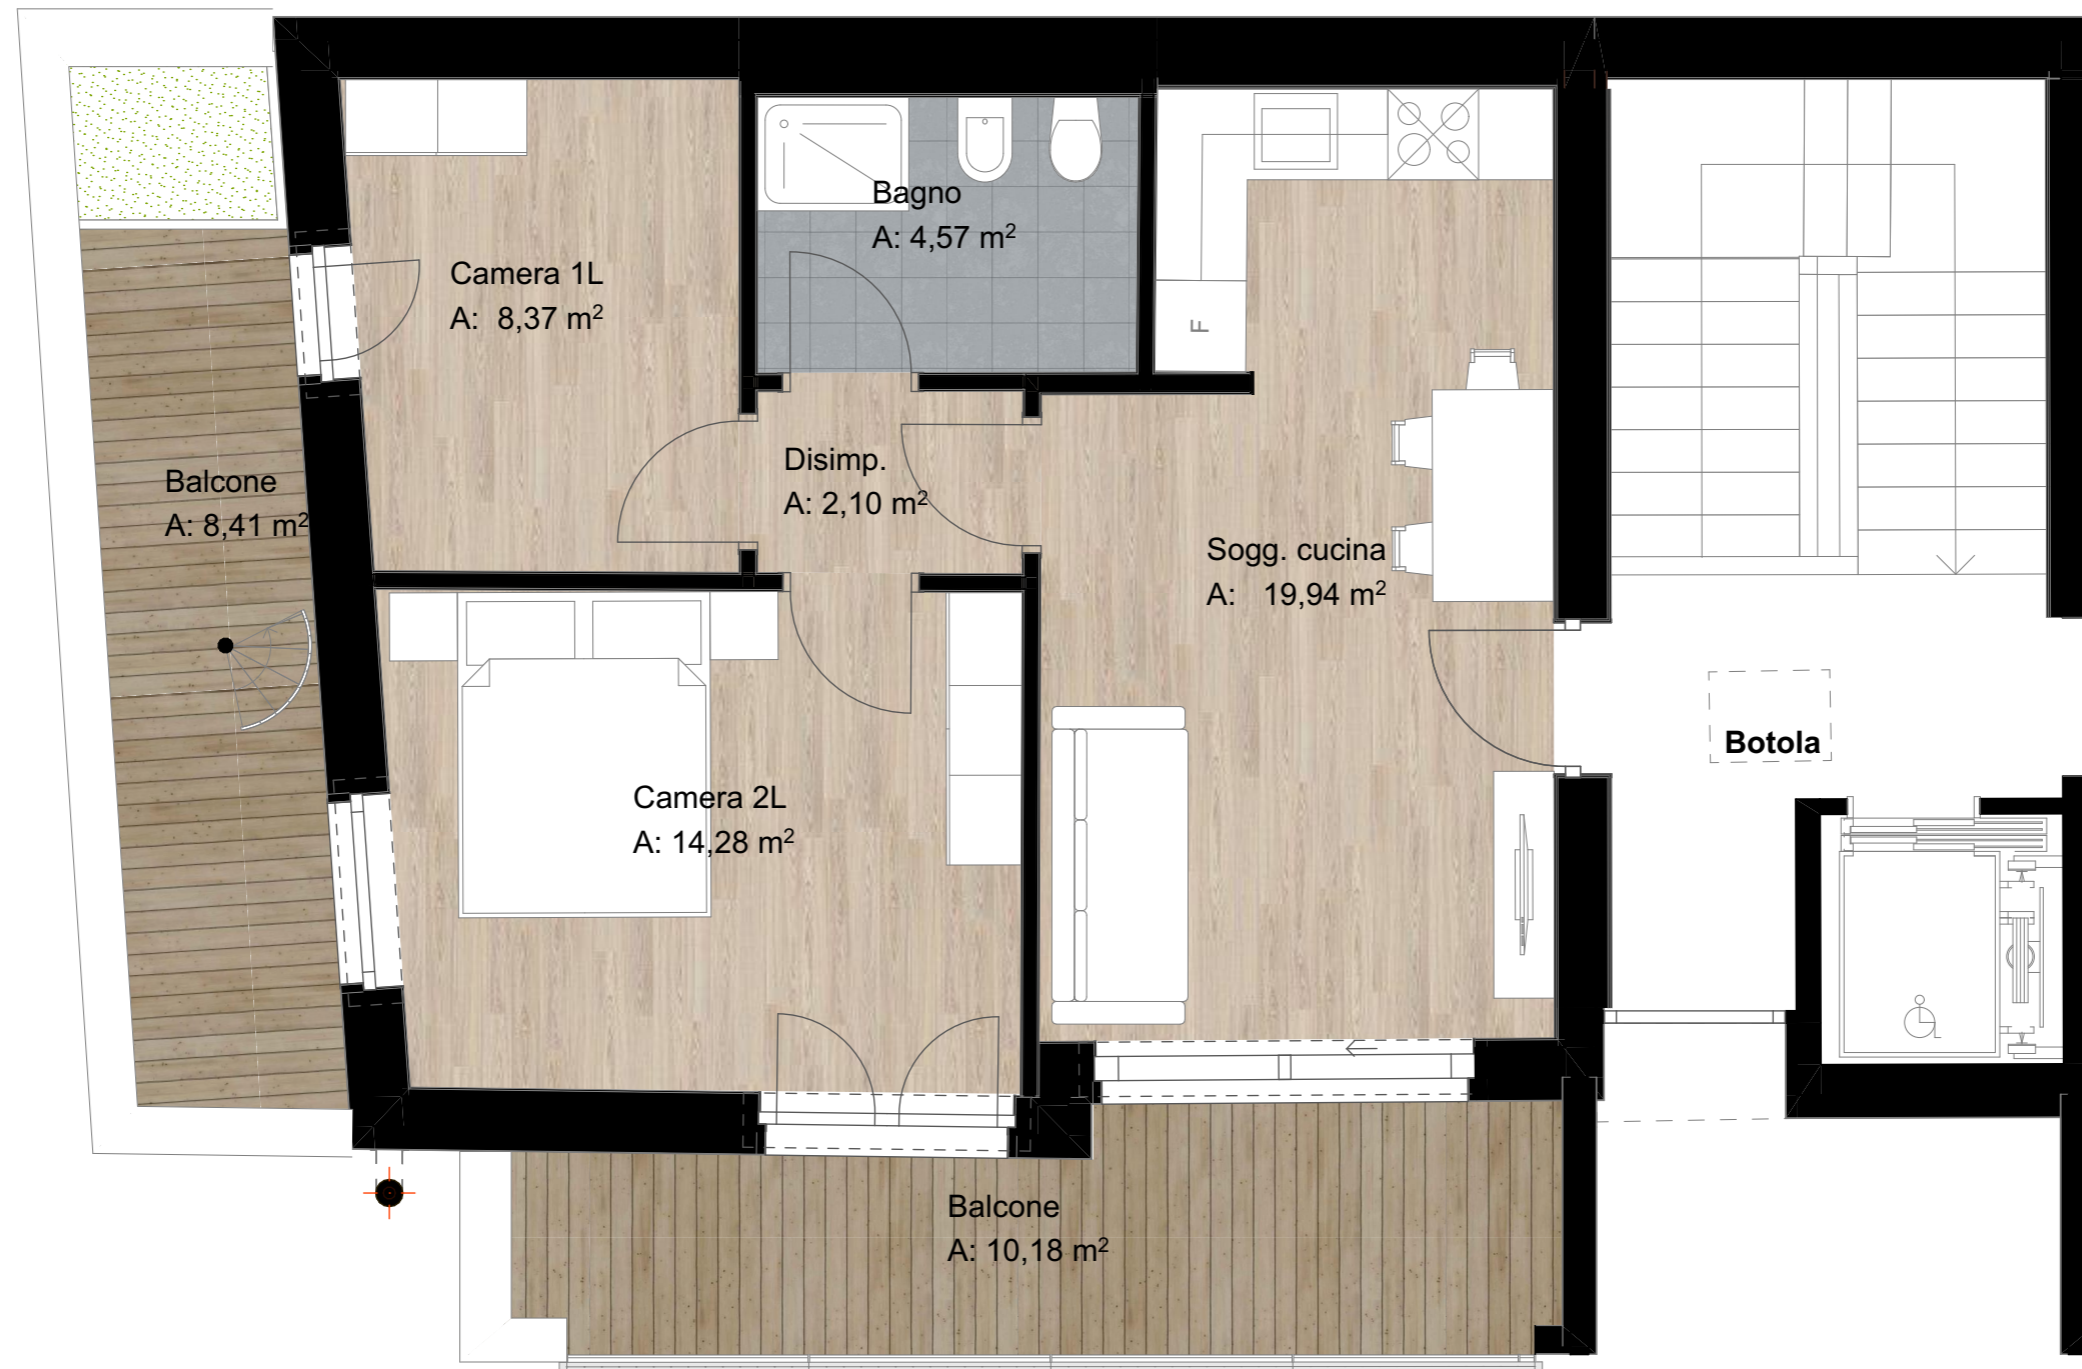 Bagno
A: 4,57 m²
Camera 1L
A: 8,37 m²
F
Disimp.
A: 2,10 m²
Balcone
A: 8,41 m²
Sogg. cucina
A: 19,94 m²
Botola
Camera 2L
A: 14,28 m²
Balcone
A: 10,18 m²